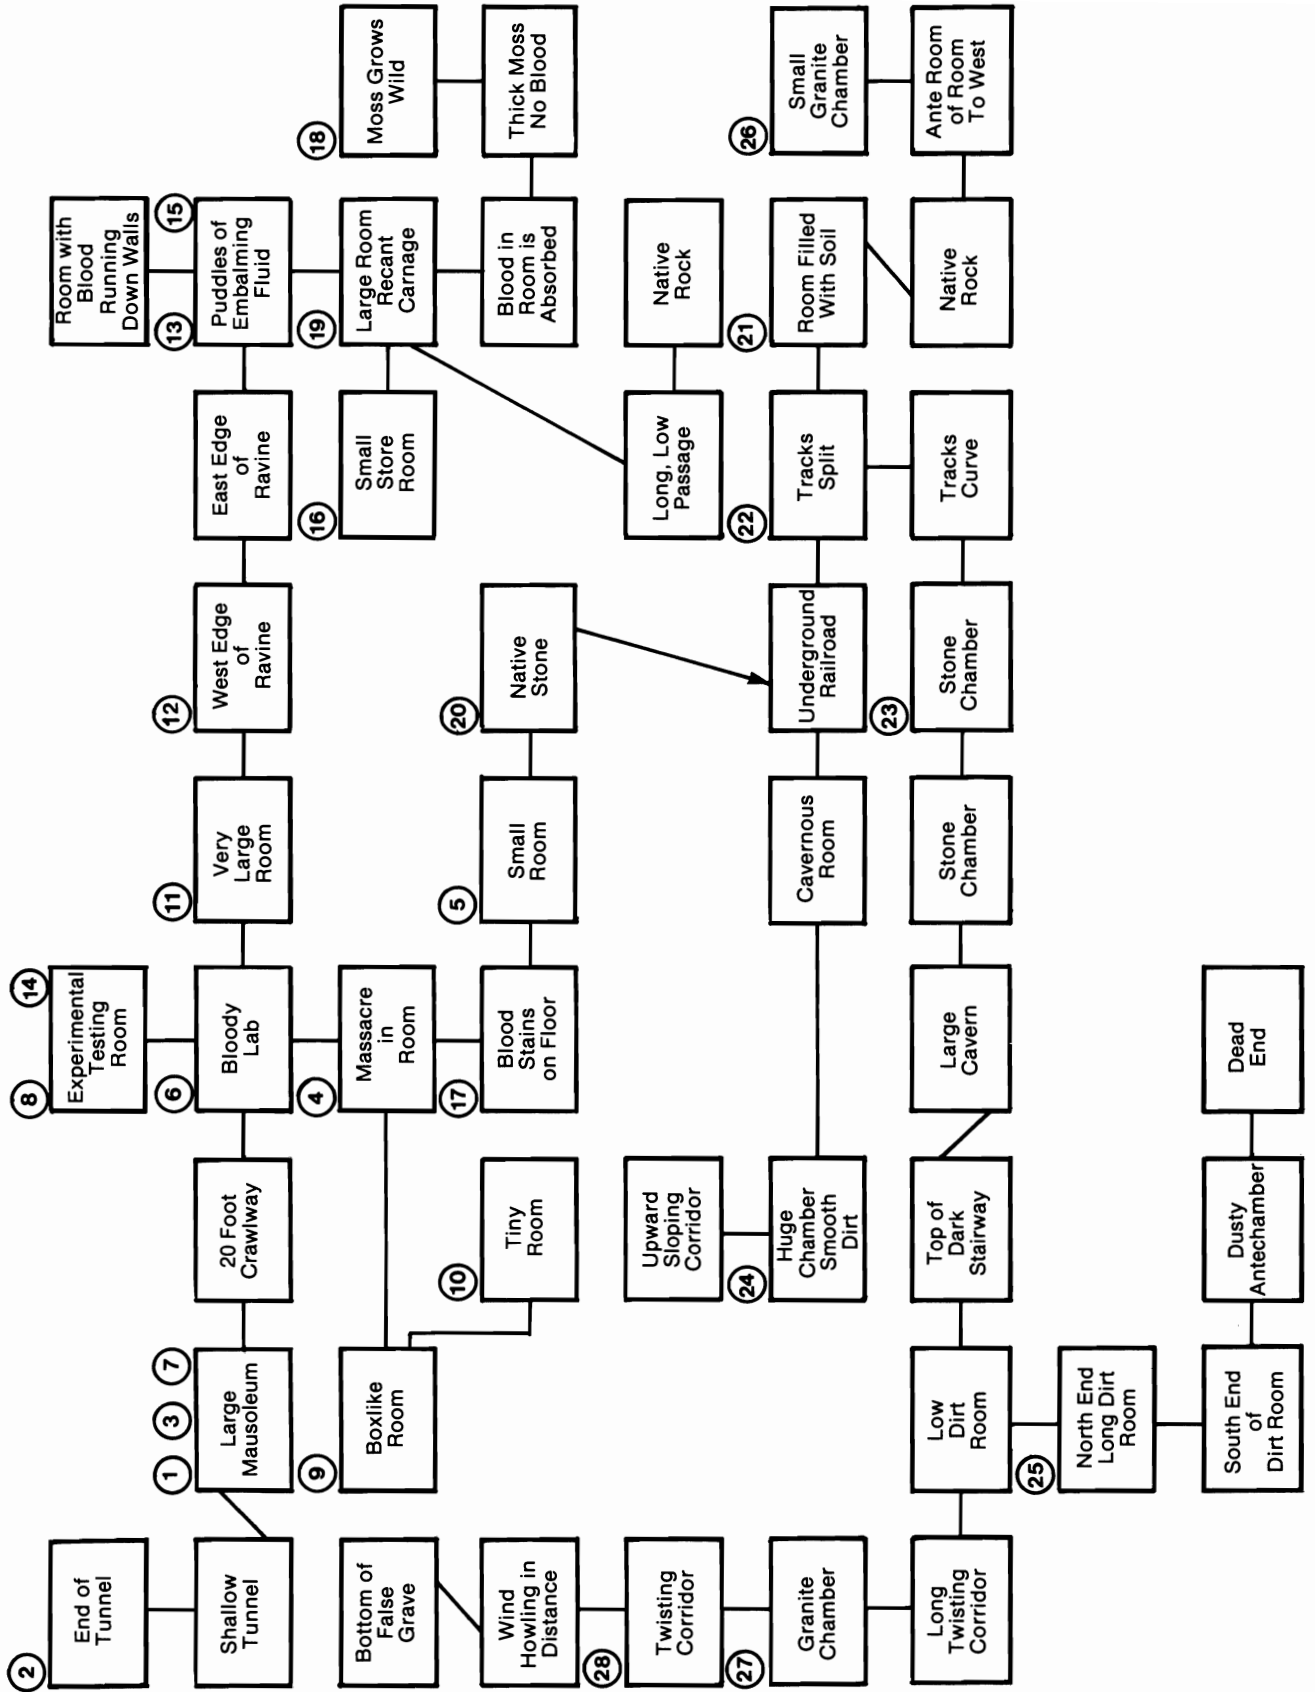 2
End of
Tunnel
8
14
Experimental
Testing
Room
Room with
Blood
Running
Down Walls
Shallow
Tunnel
1
3
7
Large
Mausoleum
20 Foot
Crawlway
6
Bloody
Lab
11
Very
Large
Room
12
West Edge
of
Ravine
East Edge
of
Ravine
13
15
Puddles of
Embalming
Fluid
Bottom of
False
Grave
9
Boxlike
Room
4
Massacre
in
Room
16
Small
Store
Room
19
Large Room
Recant
Carnage
18
Moss Grows
Wild
Wind
Howling in
Distance
10
Tiny
Room
17
Blood
Stains
on Floor
5
Small
Room
20
Native
Stone
Blood in
Room is
Absorbed
Thick Moss
No Blood
28
Twisting
Corridor
Upward
Sloping
Corridor
Long, Low
Passage
Native
Rock
27
Granite
Chamber
24
Huge
Chamber
Smooth
Dirt
Cavernous
Room
Underground
Railroad
22
Tracks
Split
21
Room Filled
With Soil
26
Small
Granite
Chamber
Long
Twisting
Corridor
Low
Dirt
Room
Top of
Dark
Stairway
Large
Cavern
Stone
Chamber
23
Stone
Chamber
Tracks
Curve
Native
Rock
Ante Room
of Room
To West
25
North End
Long Dirt
Room
South End
of
Dirt Room
Dusty
Antechamber
Dead
End